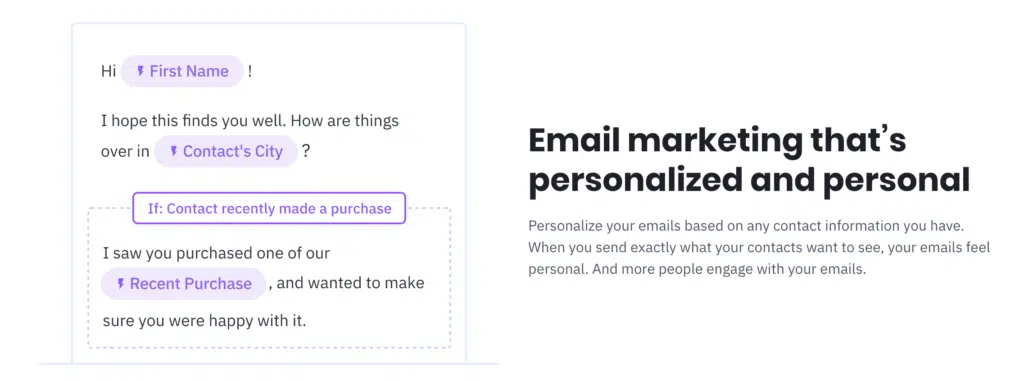 Hi First Name !
I hope this finds you well. How are things
over in Contact's City ?
If: Contact recently made a purchase
I saw you purchased one of our
Recent Purchase , and wanted to make
sure you were happy with it.
Email marketing that’s
personalized and personal
Personalize your emails based on any contact information you have.
When you send exactly what your contacts want to see, your emails feel
personal. And more people engage with your emails.